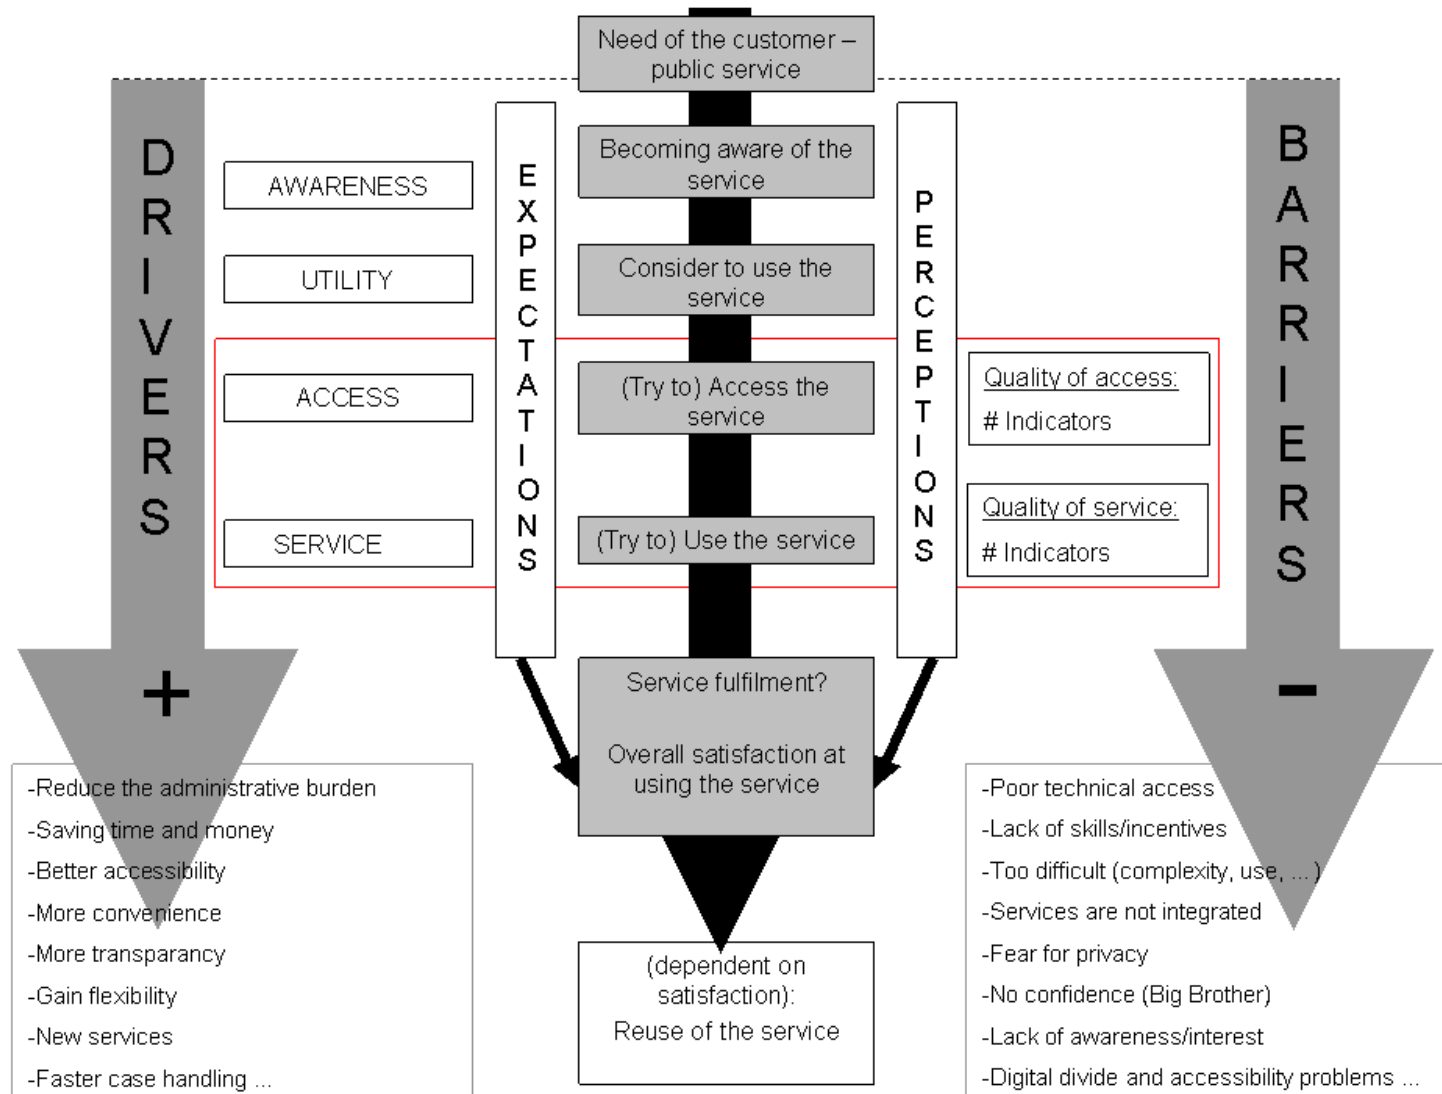 Need of the customer –
public service
DRIVERS
+
AWARENESS
UTILITY
ACCESS
SERVICE
EXPECTATIONS
Becoming aware of the
service
Consider to use the
service
(Try to) Access the
service
(Try to) Use the service
PERCEPTIONS
Quality of access:
# Indicators
Quality of service:
# Indicators
BARRIERS
–
Service fulfilment?
Overall satisfaction at
using the service
(dependent on
satisfaction):
Reuse of the service
-Reduce the administrative burden
-Saving time and money
-Better accessibility
-More convenience
-More transparancy
-Gain flexibility
-New services
-Faster case handling ...
-Poor technical access
-Lack of skills/incentives
-Too difficult (complexity, use, ... )
-Services are not integrated
-Fear for privacy
-No confidence (Big Brother)
-Lack of awareness/interest
-Digital divide and accessibility problems ...